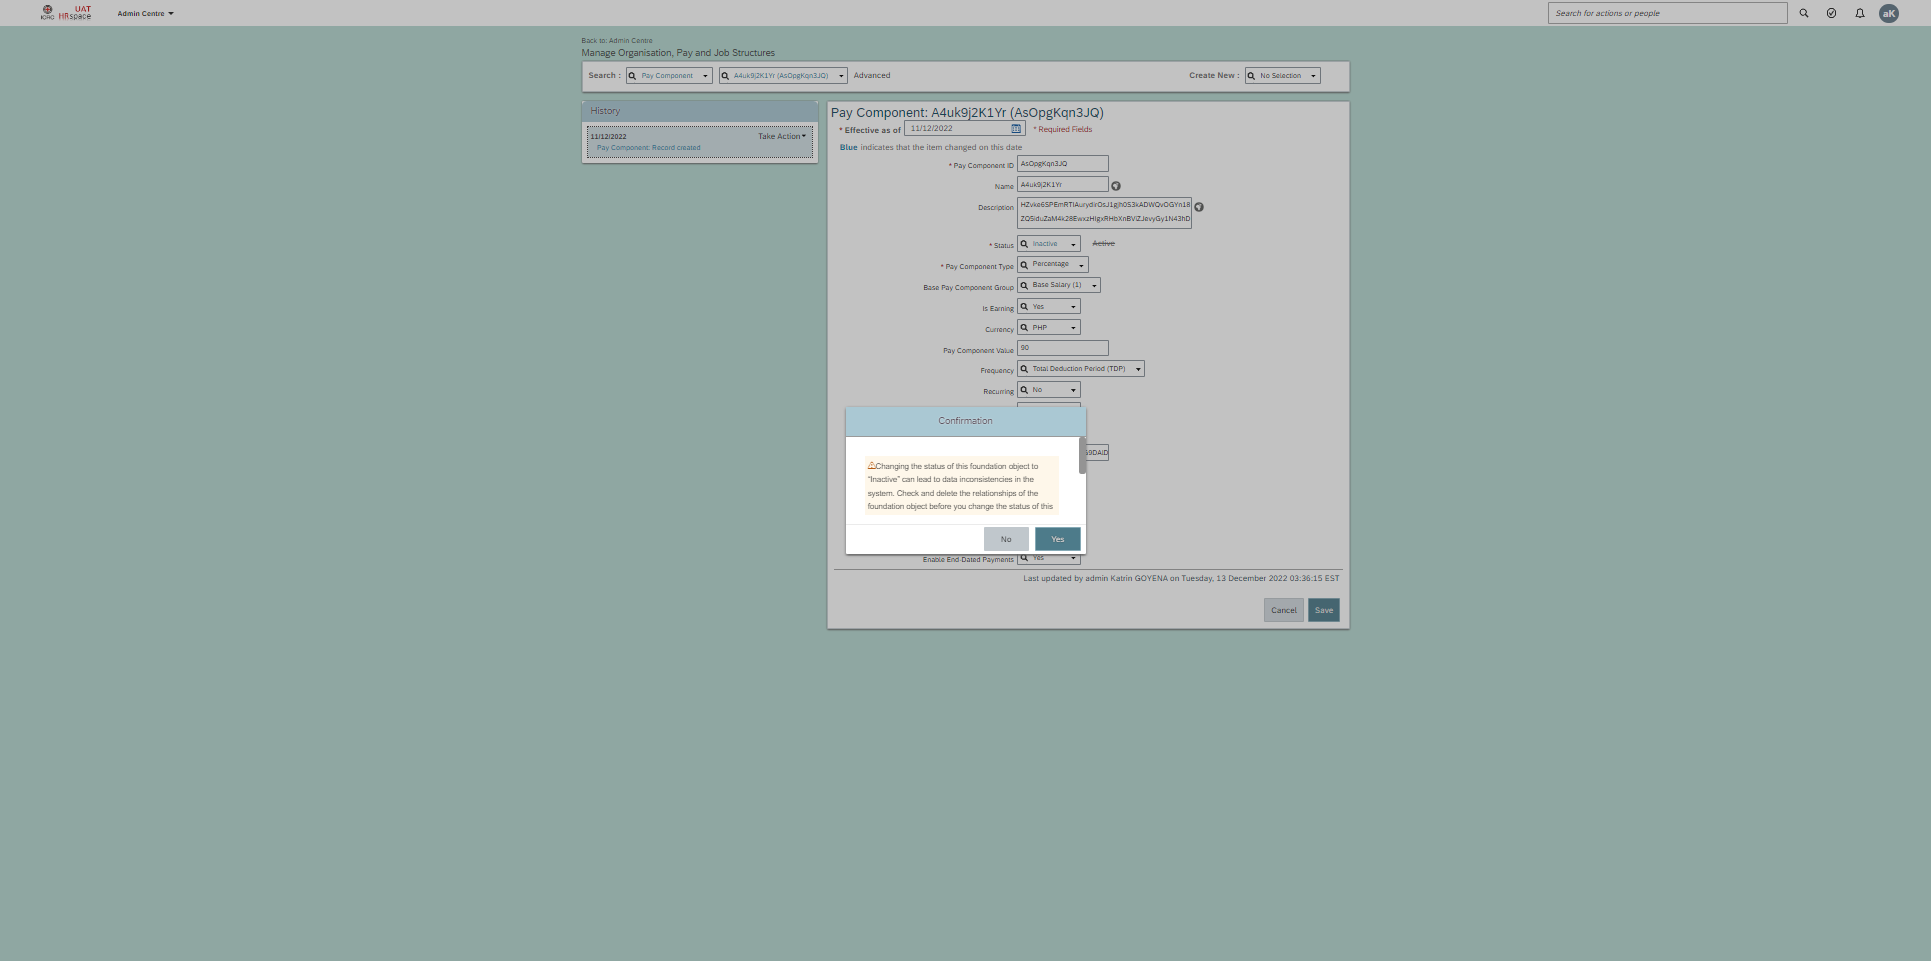 ICRC
UAT
HRspace
Admin Centre
Search for actions or people
aK
Back to: Admin Centre
Manage Organisation, Pay and Job Structures
Search :
Pay Component
A4uk9j2K1Yr (AsOpgKqn3JQ)
Advanced
Create New :
No Selection
History
11/12/2022
Take Action
Pay Component: Record created
Pay Component: A4uk9j2K1Yr (AsOpgKqn3JQ)
* Effective as of
11/12/2022
* Required Fields
Blue indicates that the item changed on this date
* Pay Component ID
AsOpgKqn3JQ
Name
A4uk9j2K1Yr
Description
* Status
Inactive
Active
* Pay Component Type
Percentage
Base Pay Component Group
Base Salary (1)
Is Earning
Yes
Currency
PHP
Pay Component Value
90
Frequency
Total Deduction Period (TDP)
Recurring
No
Confirmation
Changing the status of this foundation object to
"Inactive" can lead to data inconsistencies in the
system. Check and delete the relationships of the
foundation object before you change the status of this
No
Yes
Enable End-Dated Payments
Yes
Last updated by admin Katrin GOYENA on Tuesday, 13 December 2022 03:36:15 EST
Cancel
Save